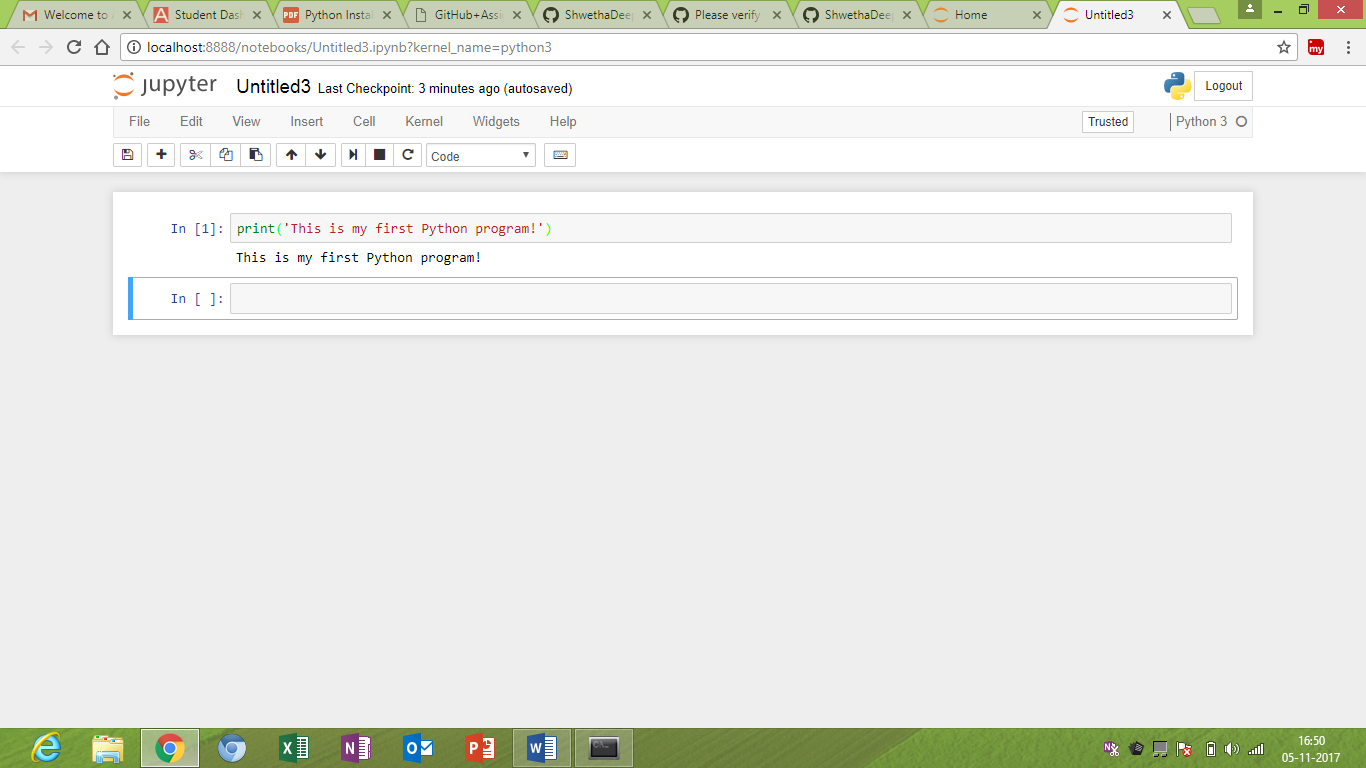 Welcome to Student Das Python Insta GitHub+Assi ShwethaDee Please verify ShwethaDee Home Untitled3
localhost:8888/notebooks/Untitled3.ipynb?kernel_name=python3 my
jupyter Untitled3 Last Checkpoint: 3 minutes ago (autosaved) Logout
File Edit View Insert Cell Kernel Widgets Help Trusted Python 3
Code
In [1]: print('This is my first Python program!')
This is my first Python program!
In [ ]:
16:50
05-11-2017